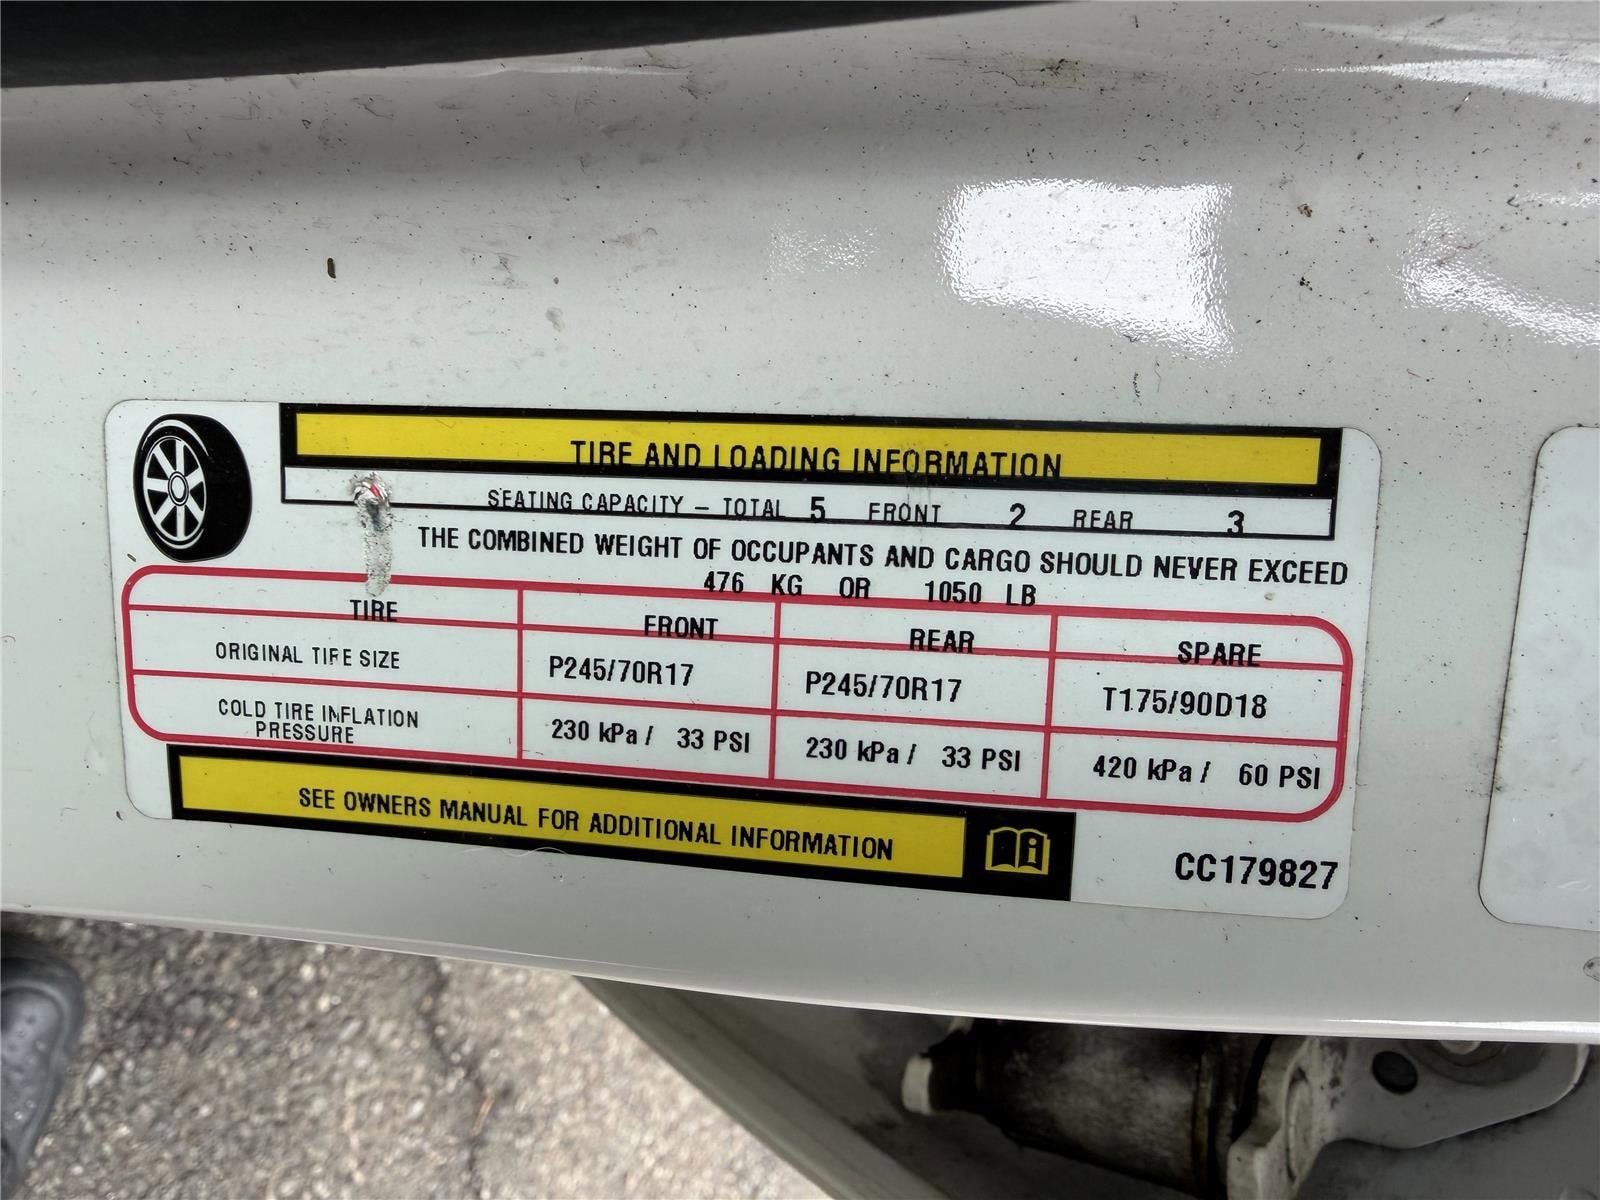 TIRE AND LOADING INFORMATION
SEATING CAPACITY – TOTAL 5 FRONT 2 REAR 3
THE COMBINED WEIGHT OF OCCUPANTS AND CARGO SHOULD NEVER EXCEED
476 KG OR 1050 LB
TIRE FRONT REAR SPARE
ORIGINAL TIRE SIZE P245/70R17 P245/70R17 T175/90D18
COLD TIRE INFLATION
PRESSURE 230 kPa / 33 PSI 230 kPa / 33 PSI 420 kPa / 60 PSI
SEE OWNERS MANUAL FOR ADDITIONAL INFORMATION
CC179827